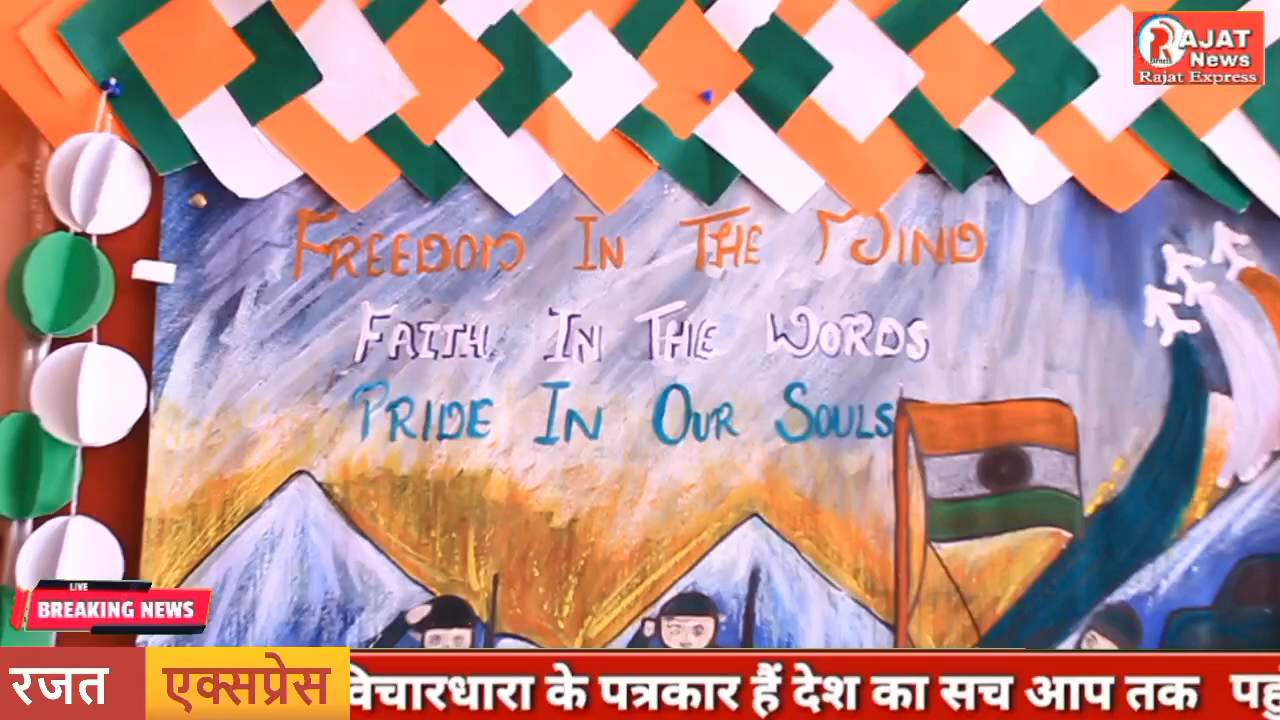 RAJAT
News
EXPRESS
Rajat Express
FREEDOM IN THE MIND
FAITH IN THE WORDS
PRIDE IN OUR SOULS
LIVE
BREAKING NEWS
रजत एक्सप्रेस
विचारधारा के पत्रकार हैं देश का सच आप तक